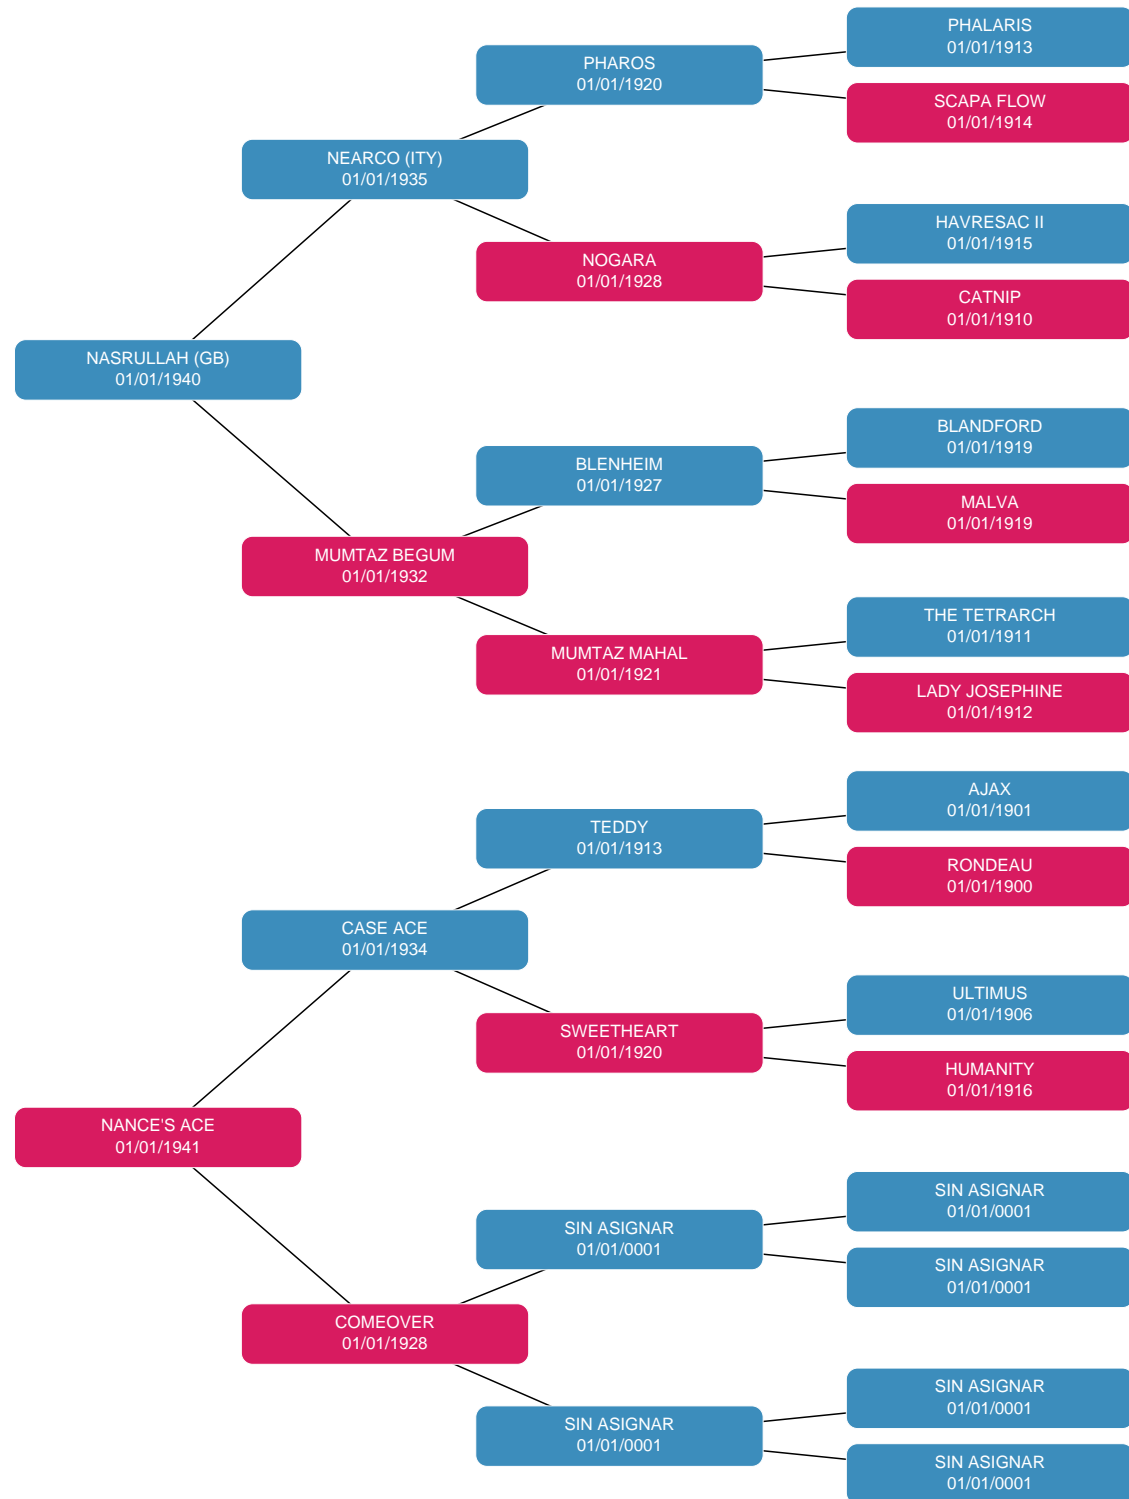 PHALARIS
01/01/1913
PHAROS
01/01/1920
SCAPA FLOW
01/01/1914
NEARCO (ITY)
01/01/1935
HAVRESAC II
01/01/1915
NOGARA
01/01/1928
CATNIP
01/01/1910
NASRULLAH (GB)
01/01/1940
BLANDFORD
01/01/1919
BLENHEIM
01/01/1927
MALVA
01/01/1919
MUMTAZ BEGUM
01/01/1932
THE TETRARCH
01/01/1911
MUMTAZ MAHAL
01/01/1921
LADY JOSEPHINE
01/01/1912
AJAX
01/01/1901
TEDDY
01/01/1913
RONDEAU
01/01/1900
CASE ACE
01/01/1934
ULTIMUS
01/01/1906
SWEETHEART
01/01/1920
HUMANITY
01/01/1916
NANCE'S ACE
01/01/1941
SIN ASIGNAR
01/01/0001
SIN ASIGNAR
01/01/0001
SIN ASIGNAR
01/01/0001
COMEOVER
01/01/1928
SIN ASIGNAR
01/01/0001
SIN ASIGNAR
01/01/0001
SIN ASIGNAR
01/01/0001